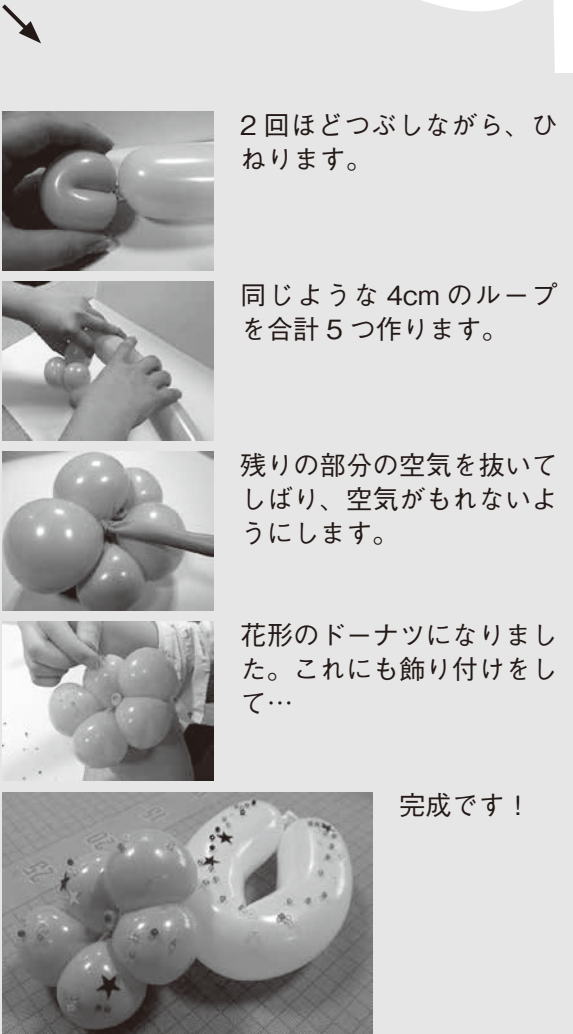 2回ほどつぶしながら、ひ
ねります。
同じような 4cm のループ
を合計 5 つ作ります。
残りの部分の空気を抜いて
しばり、空気がもれないよ
うにします。
花形のドーナツになりまし
た。これにも飾り付けをし
て…
完成です！
15
20
25